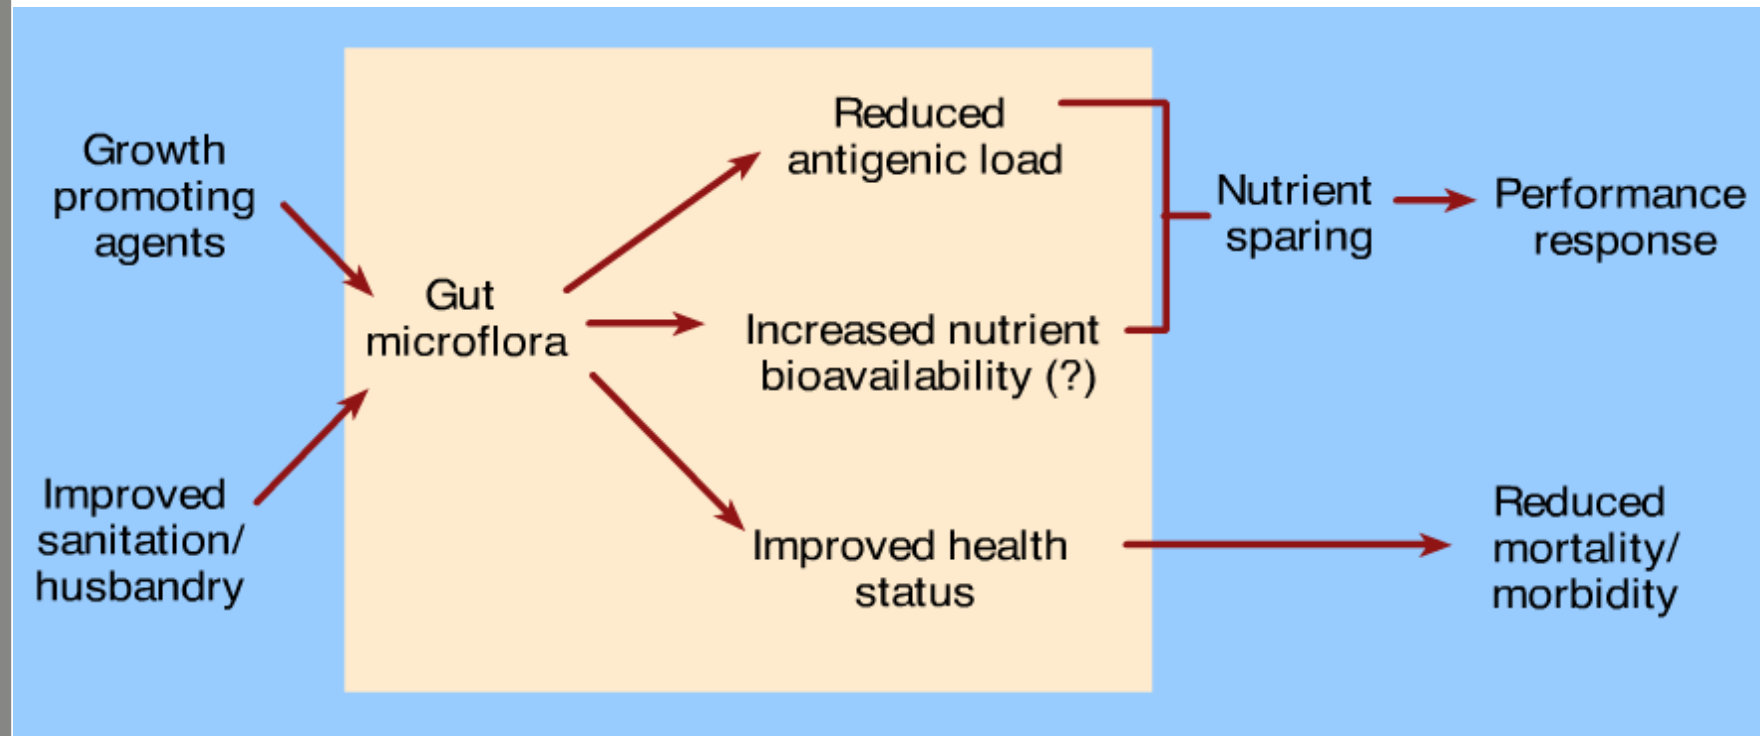 Growth
promoting
agents
Improved
sanitation/
husbandry
Gut
microflora
Reduced
antigenic load
Increased nutrient
bioavailability (?)
Improved health
status
Nutrient
sparing
Performance
response
Reduced
mortality/
morbidity